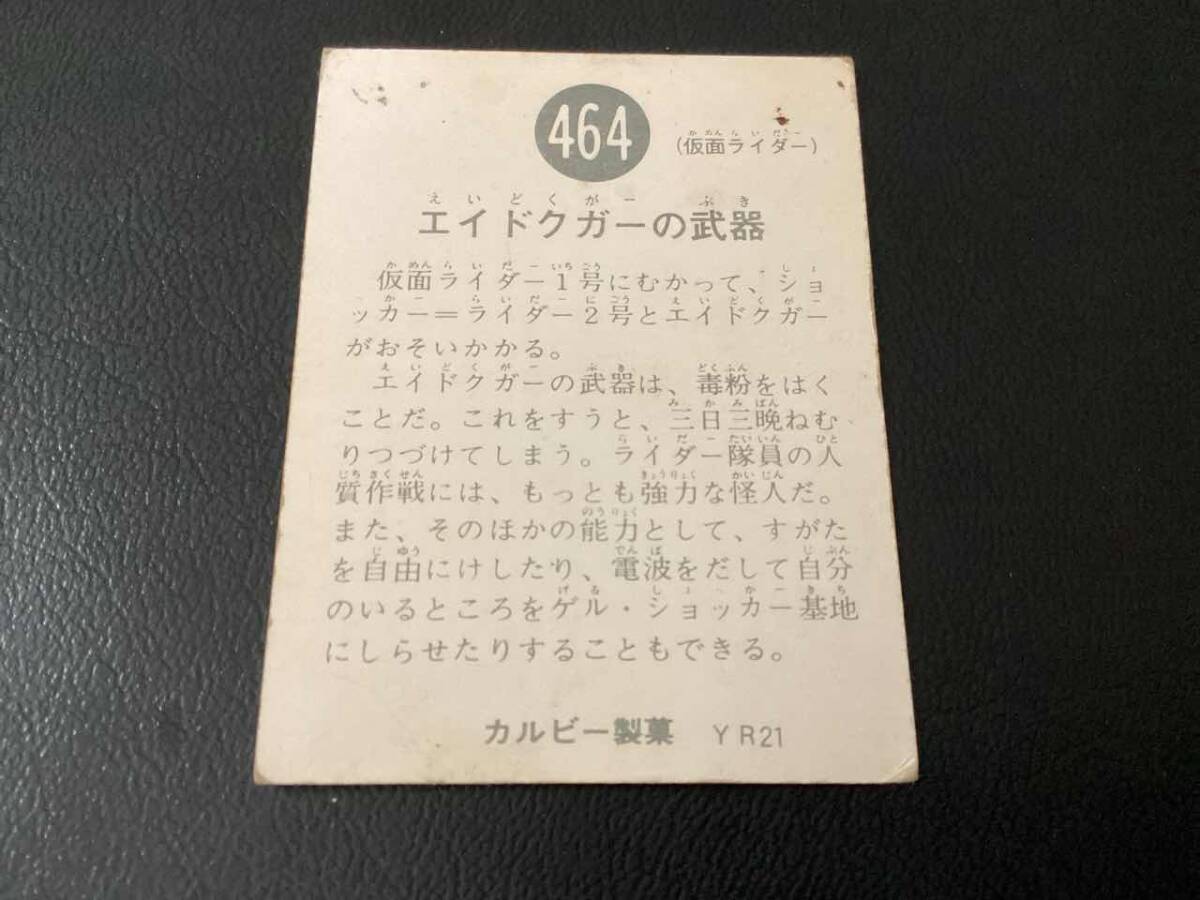 464
(仮面ライダー)
エイドクガーの武器
仮面ライダー1号にむかって、ショ
ッカー=ライダー2号とエイドクガー
がおそいかかる。
エイドクガーの武器は、毒粉をはく
ことだ。これをすうと、三日三晩ねむ
りつづけてしまう。ライダー隊員の人
質作戦には、もっとも強力な怪人だ。
また、そのほかの能力として、すがた
を自由にけしたり、電波をだして自分
のいるところをゲル・ショッカー基地
にしらせたりすることもできる。
カルビー製菓 YR21